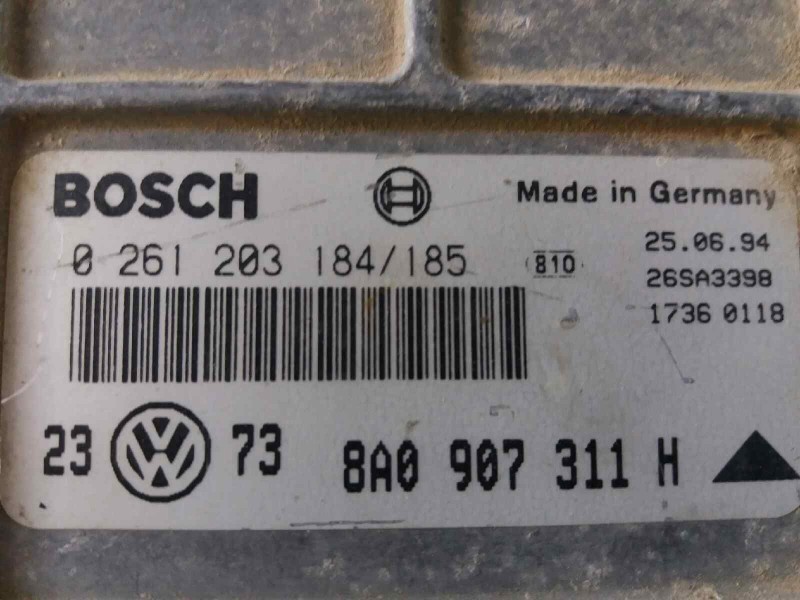 BOSCH Made in Germany
0 261 203 184/185 810 25.06.94
26SA3398
1736 0118
23 VW 73 8A0 907 311 H